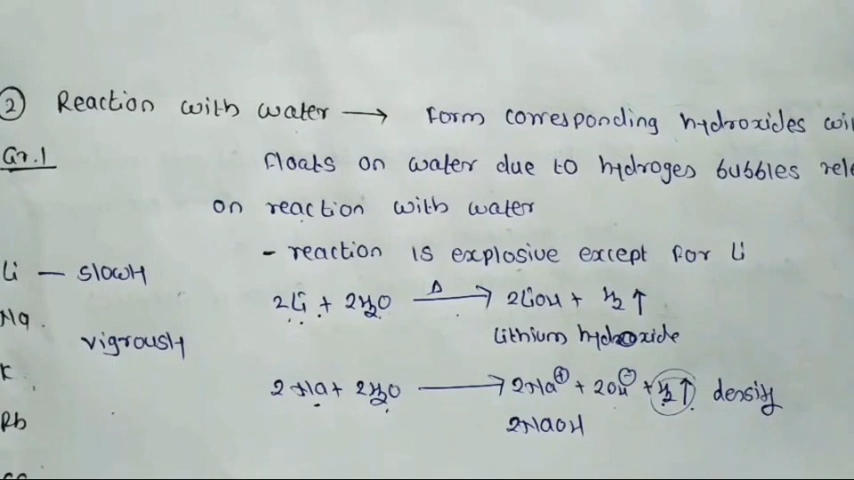 ② Reaction with water → Form corresponding hydroxides
Gr.1 Floats on water due to hydroges bubbles
on reaction with water
- reaction is explosive except for Li
Li — slowly
2Li + 2H2O Δ→ 2LiOH + H2↑
Na
Lithium hydroxide
vigrously
K
2Na + 2H2O → 2Na⊕ + 2OH⊖ + H2↑ density
Rb
2NaOH